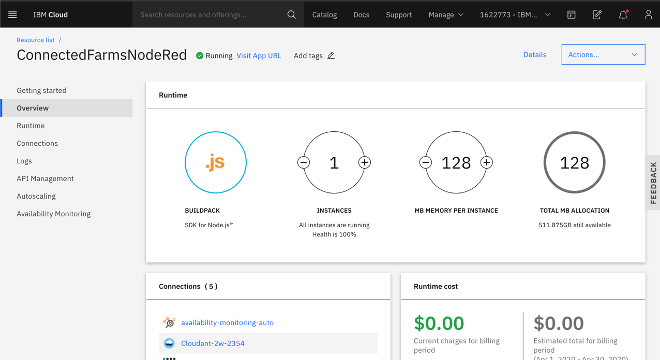 IBM Cloud
Search resources and offerings...
Catalog
Docs
Support
Manage
1622773 - IBM...
Resource list /
ConnectedFarmsNodeRed
Running
Visit App URL
Add tags
Details
Actions...
Getting started
Overview
Runtime
Connections
Logs
API Management
Autoscaling
Availability Monitoring
Runtime
.js
1
128
128
BUILDPACK
INSTANCES
MB MEMORY PER INSTANCE
TOTAL MB ALLOCATION
SDK for Node.js™
All instances are running
Health is 100%
511.875GB still available
FEEDBACK
Connections (5)
availability-monitoring-auto
Cloudant-2w-2354
Runtime cost
$0.00
Current charges for billing
period
$0.00
Estimated total for billing
period
(Apr 1, 2020 - Apr 30, 2020)